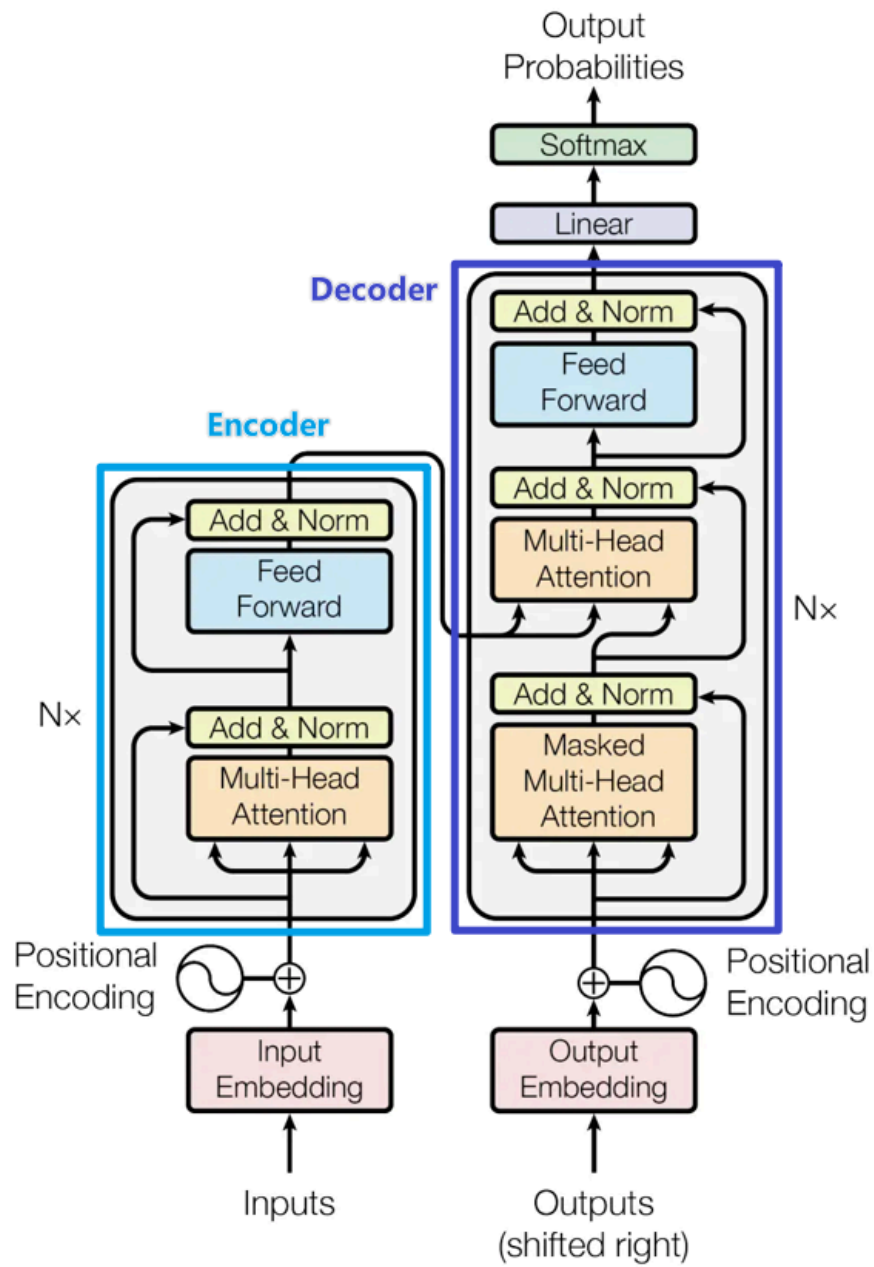 Output
Probabilities
Softmax
Linear
Decoder
Add & Norm
Feed
Forward
Add & Norm
Multi-Head
Attention
Nx
Add & Norm
Masked
Multi-Head
Attention
Encoder
Add & Norm
Feed
Forward
Nx
Add & Norm
Multi-Head
Attention
Positional
Encoding
Positional
Encoding
Input
Embedding
Output
Embedding
Inputs
Outputs
(shifted right)